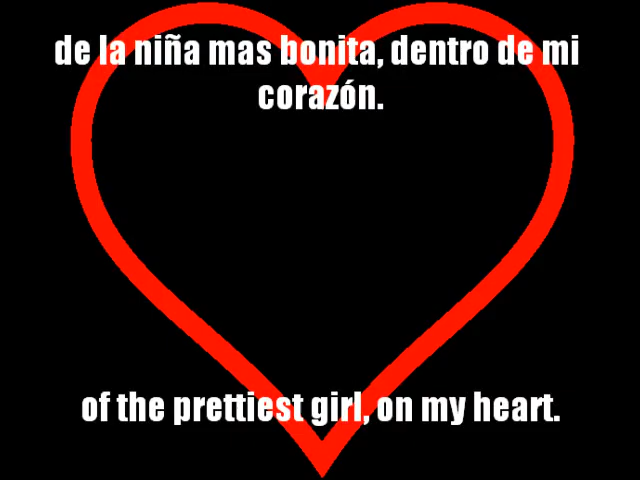 de la niña mas bonita, dentro de mi
corazón.
of the prettiest girl, on my heart.